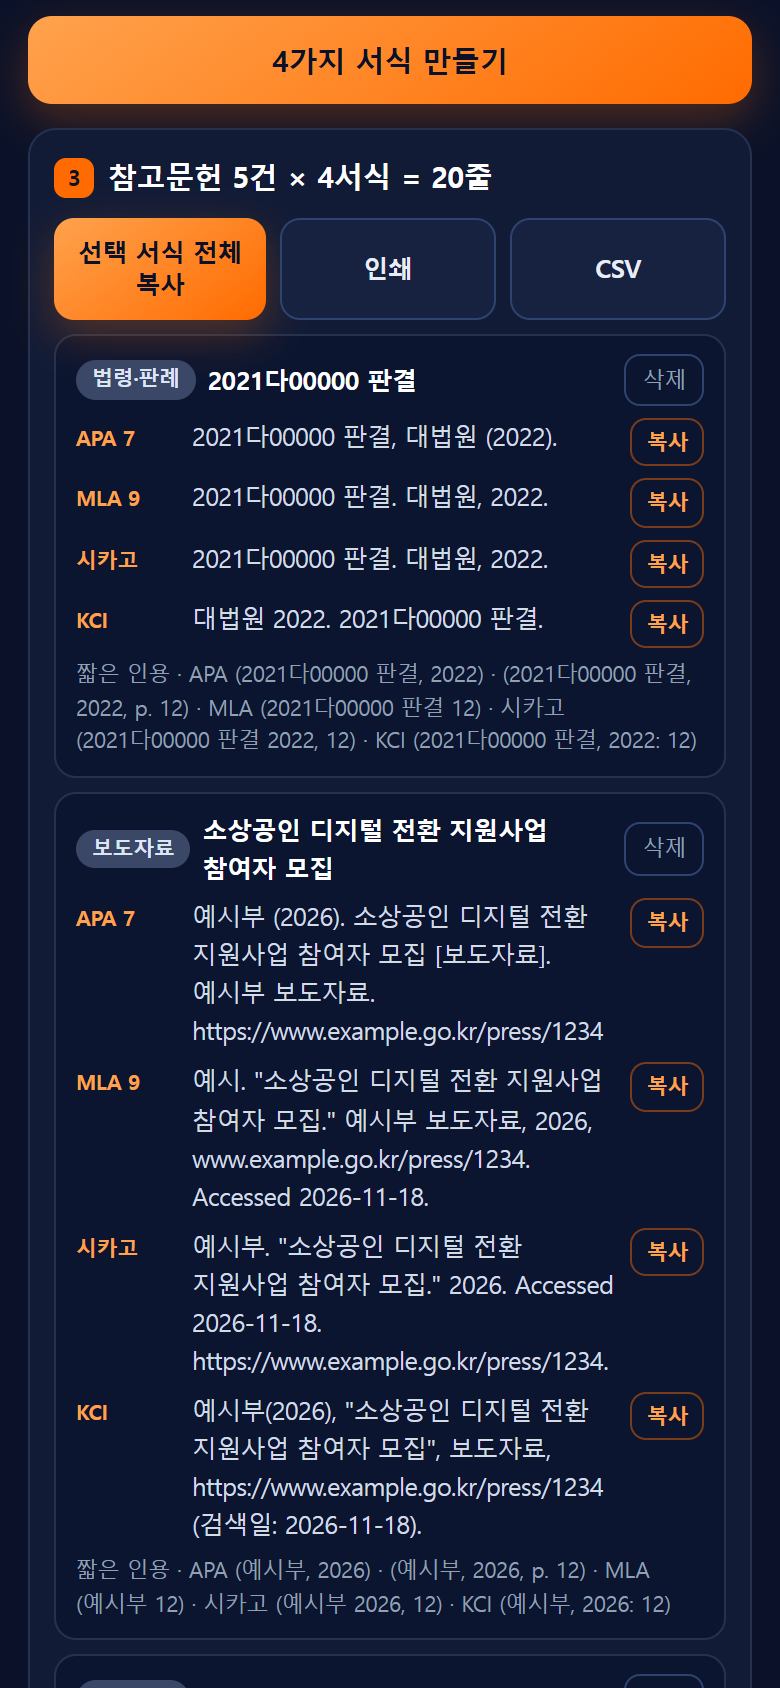 4가지 서식 만들기
3 참고문헌 5건 × 4서식 = 20줄
선택 서식 전체
복사
인쇄
CSV
법령·판례 2021다00000 판결 삭제
APA 7 2021다00000 판결, 대법원 (2022). 복사
MLA 9 2021다00000 판결. 대법원, 2022. 복사
시카고 2021다00000 판결. 대법원, 2022. 복사
KCI 대법원 2022. 2021다00000 판결. 복사
짧은 인용 · APA (2021다00000 판결, 2022) · (2021다00000 판결,
2022, p. 12) · MLA (2021다00000 판결 12) · 시카고
(2021다00000 판결 2022, 12) · KCI (2021다00000 판결, 2022: 12)
보도자료 소상공인 디지털 전환 지원사업
참여자 모집
삭제
APA 7 예시부 (2026). 소상공인 디지털 전환 복사
지원사업 참여자 모집 [보도자료].
예시부 보도자료.
https://www.example.go.kr/press/1234
MLA 9 예시. "소상공인 디지털 전환 지원사업 복사
참여자 모집." 예시부 보도자료, 2026,
www.example.go.kr/press/1234.
Accessed 2026-11-18.
시카고 예시부. "소상공인 디지털 전환 복사
지원사업 참여자 모집." 2026. Accessed
2026-11-18.
https://www.example.go.kr/press/1234.
KCI 예시부(2026), "소상공인 디지털 전환 복사
지원사업 참여자 모집", 보도자료,
https://www.example.go.kr/press/1234
(검색일: 2026-11-18).
짧은 인용 · APA (예시부, 2026) · (예시부, 2026, p. 12) · MLA
(예시부 12) · 시카고 (예시부 2026, 12) · KCI (예시부, 2026: 12)